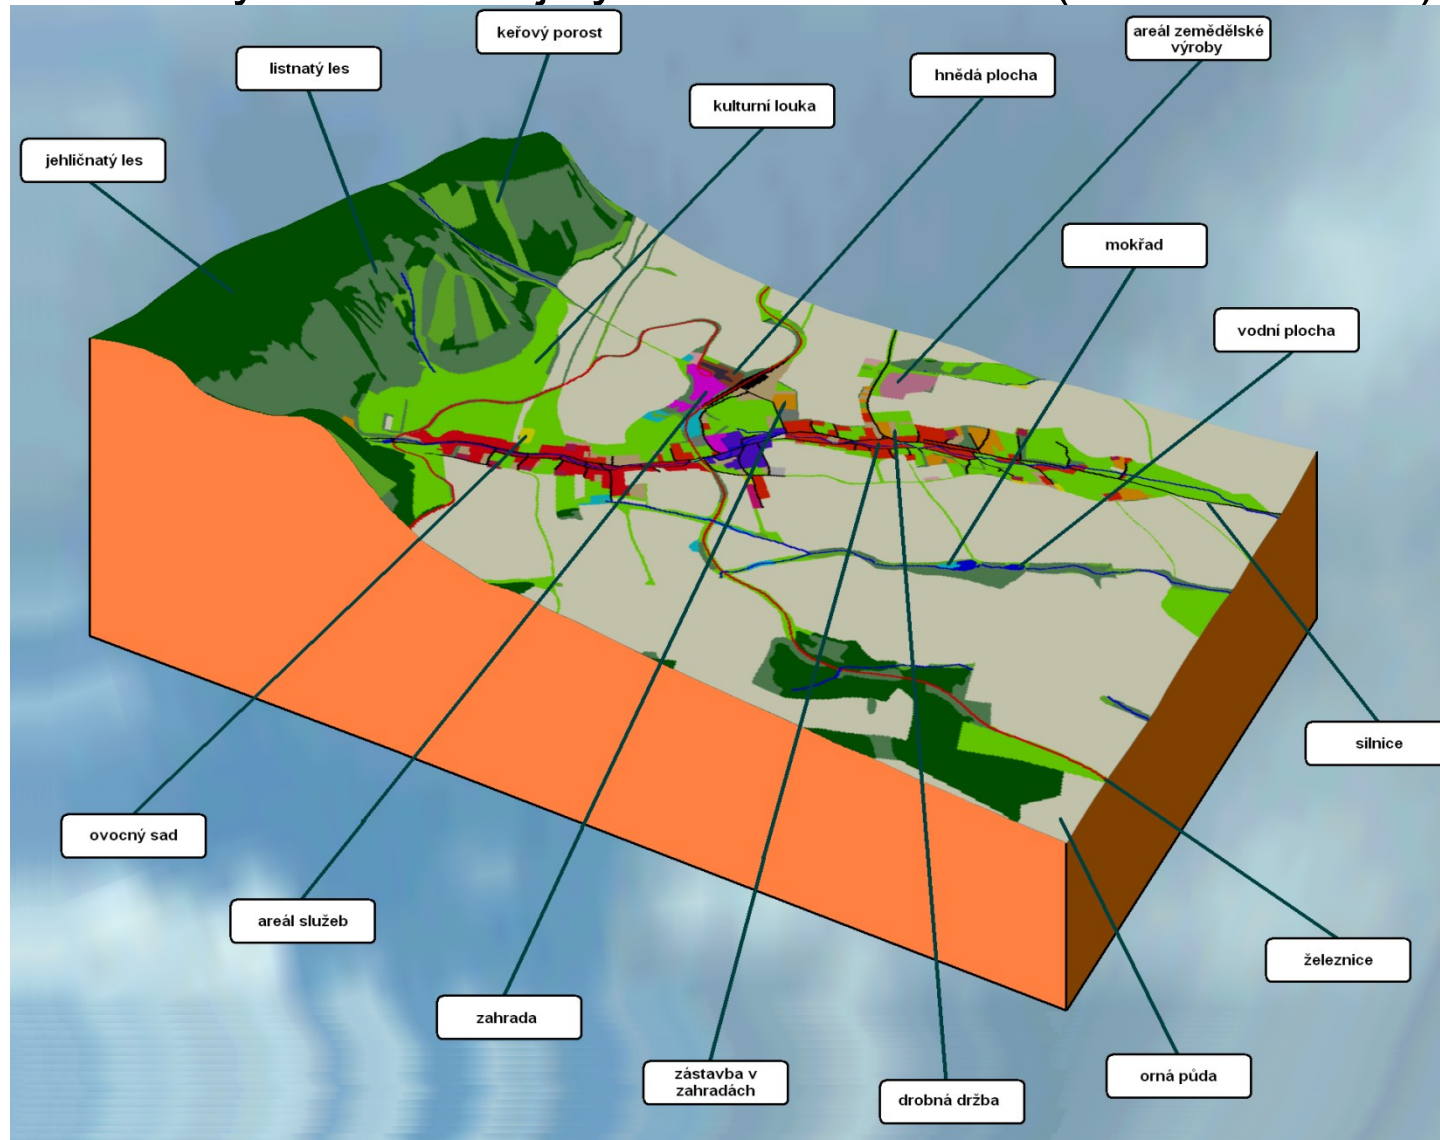 keřový porost
areál zemědělské
výroby
listnatý les
hnědá plocha
kulturní louka
jehličnatý les
mokřad
vodní plocha
silnice
ovocný sad
areál služeb
železnice
zahrada
zástavba v
zahradách
orná půda
drobná držba